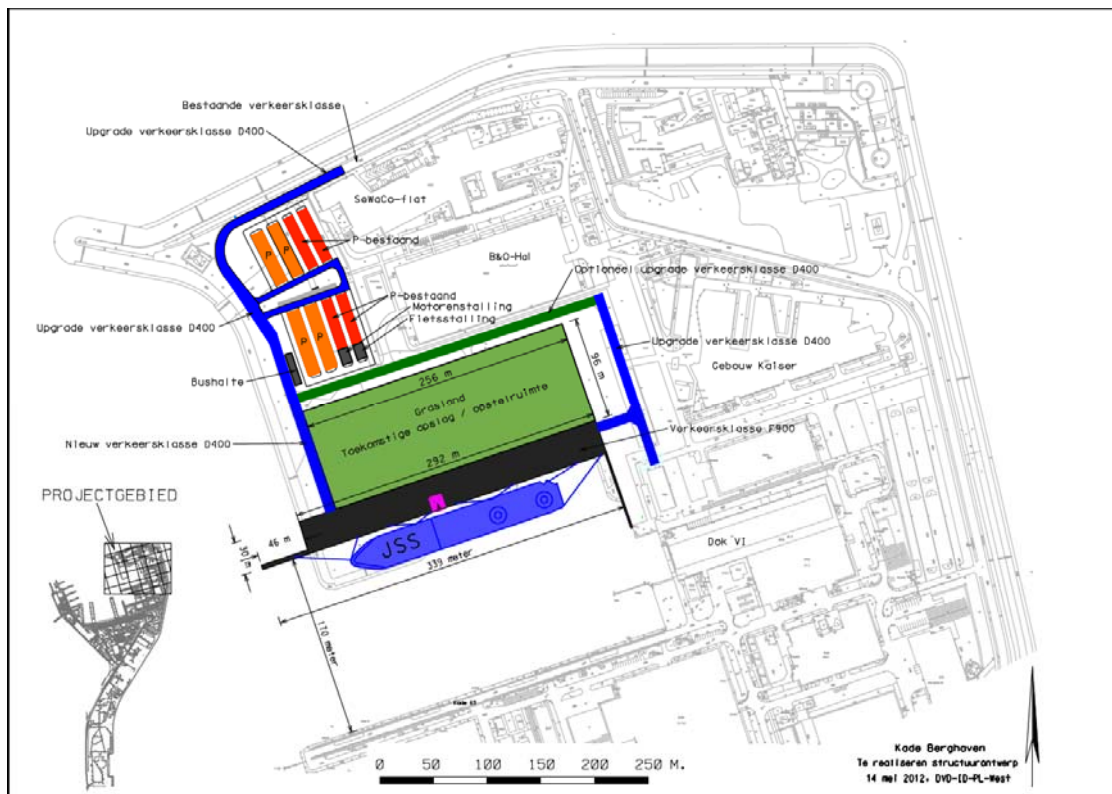 Bestaande verkeersklasse
Upgrade verkeersklasse D400
SeWaCo-flat
P
P
P-bestaand
B&O-Hal
Optioneel upgrade verkeersklasse D400
P-bestaand
Motorenstalling
Fietsstalling
Upgrade verkeersklasse D400
P
P
Upgrade verkeersklasse D400
Gebouw Kaiser
Bushalte
256 m
96 m
Grasland
Toekomstige opslag / opstelruimte
Nieuw verkeersklasse D400
Verkeersklasse F900
292 m
PROJECTGEBIED
46 m
30 m
JSS
339 meter
Dok VI
170 meter
0 50 100 150 200 250 M.
Kade Berghaven
Te realiseren structuurontwerp
14 mei 2012, DVD-ID-PL-West